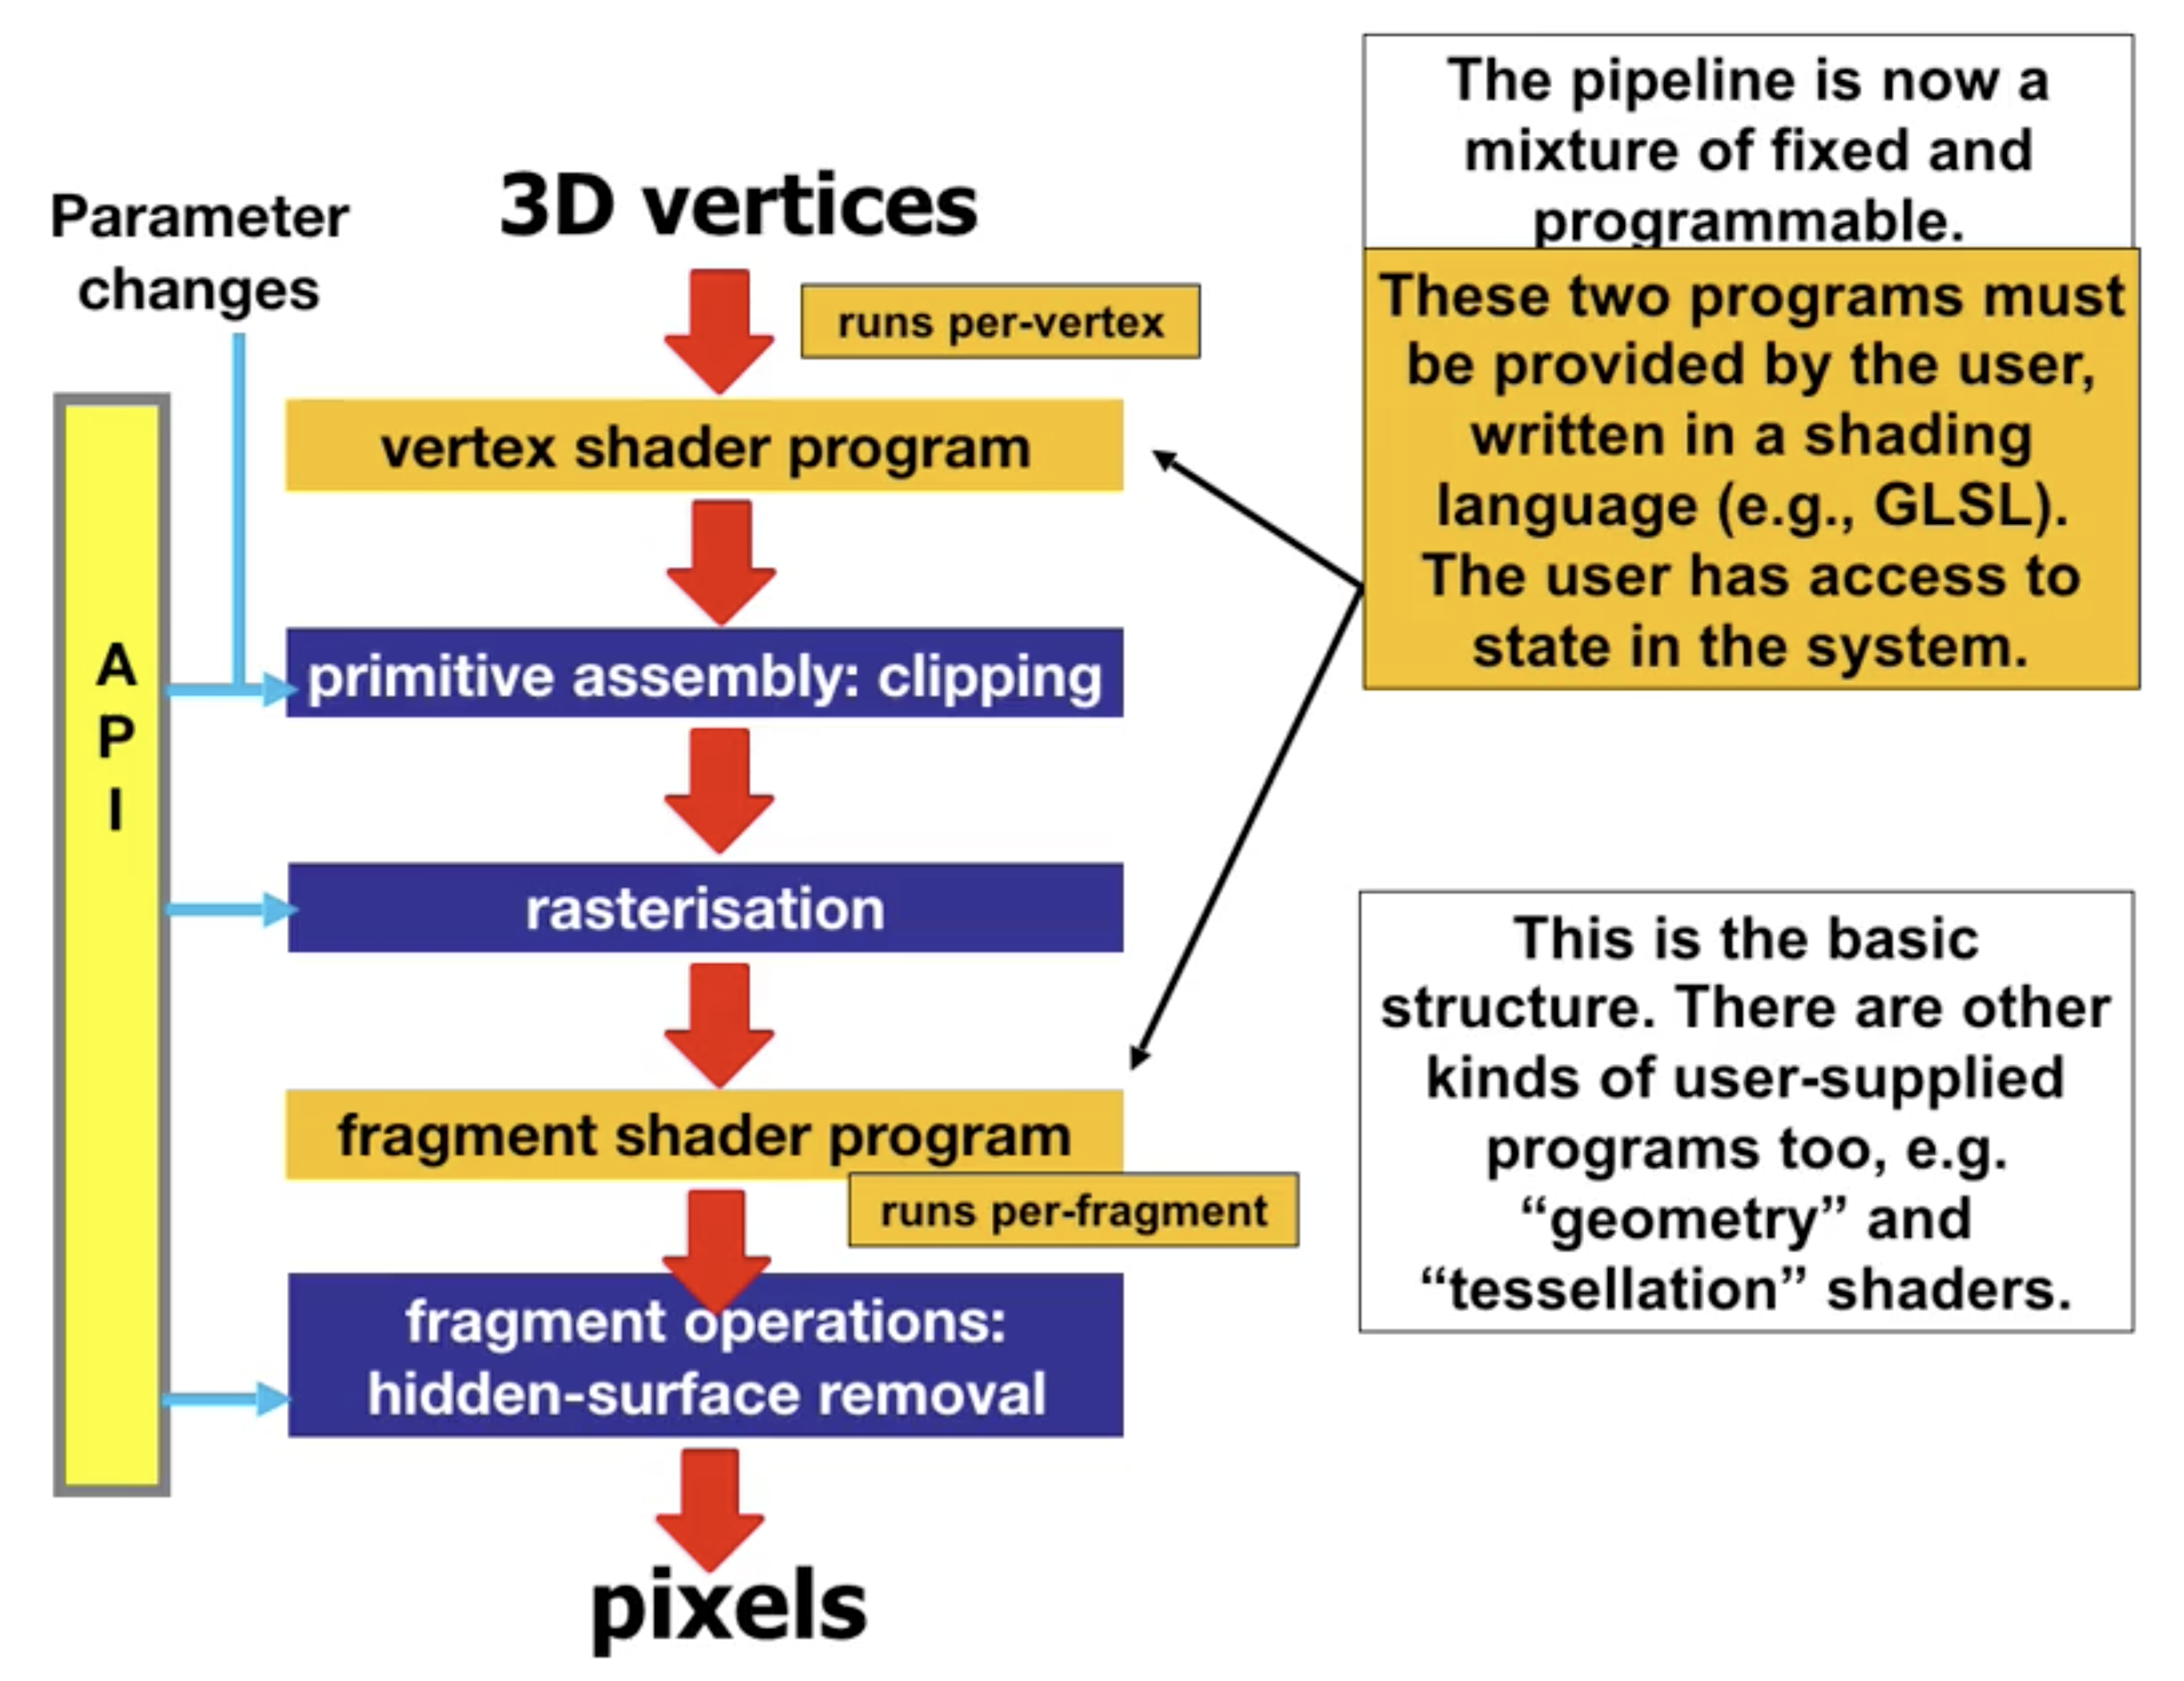 The pipeline is now a
mixture of fixed and
programmable.
3D vertices
Parameter
changes
runs per-vertex
These two programs must
be provided by the user,
written in a shading
language (e.g., GLSL).
The user has access to
state in the system.
vertex shader program
A
P
I
primitive assembly: clipping
rasterisation
fragment shader program
runs per-fragment
fragment operations:
hidden-surface removal
pixels
This is the basic
structure. There are other
kinds of user-supplied
programs too, e.g.
“geometry” and
“tessellation” shaders.